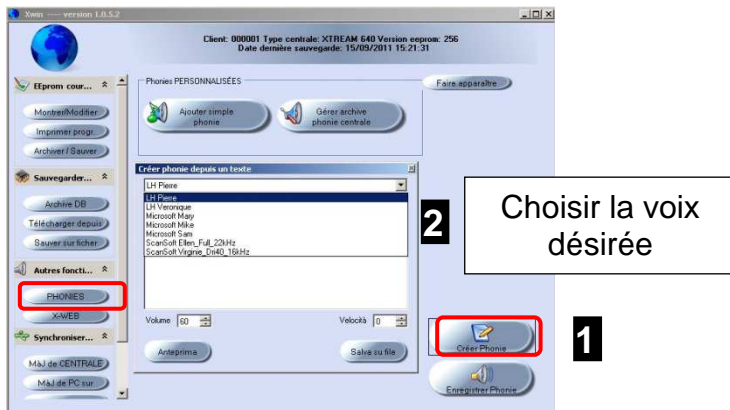 Xwin ---- version 1.0.5.2
Client: 000001 Type centrale: XTREAM 640 Version eeprom: 256
Date dernière sauvegarde: 15/09/2011 15:21:31
EEprom cour...
Montrer/Modifier
Imprimer progr.
Archiver / Sauver
Sauvegarder...
Archive DB
Télécharger depuis
Sauver sur ficher
Autres foncti...
PHONIES
X-WEB
Synchroniser...
MàJ de CENTRALE
MàJ de PC sur
Phonies PERSONNALISÉES
Ajouter simple
phonie
Gérer archive
phonie centrale
Faire apparaître
Créer phonie depuis un texte
LH Pierre
LH Pierre
LH Veronique
Microsoft Mary
Microsoft Mike
Microsoft Sam
ScanSoft Ellen_Full_22kHz
ScanSoft Virginie_Dri40_16kHz
Volume 60
Velocità 0
Anteprima
Salva su file
2
Choisir la voix
désirée
Créer Phonie
1
Enregistrer Phonie